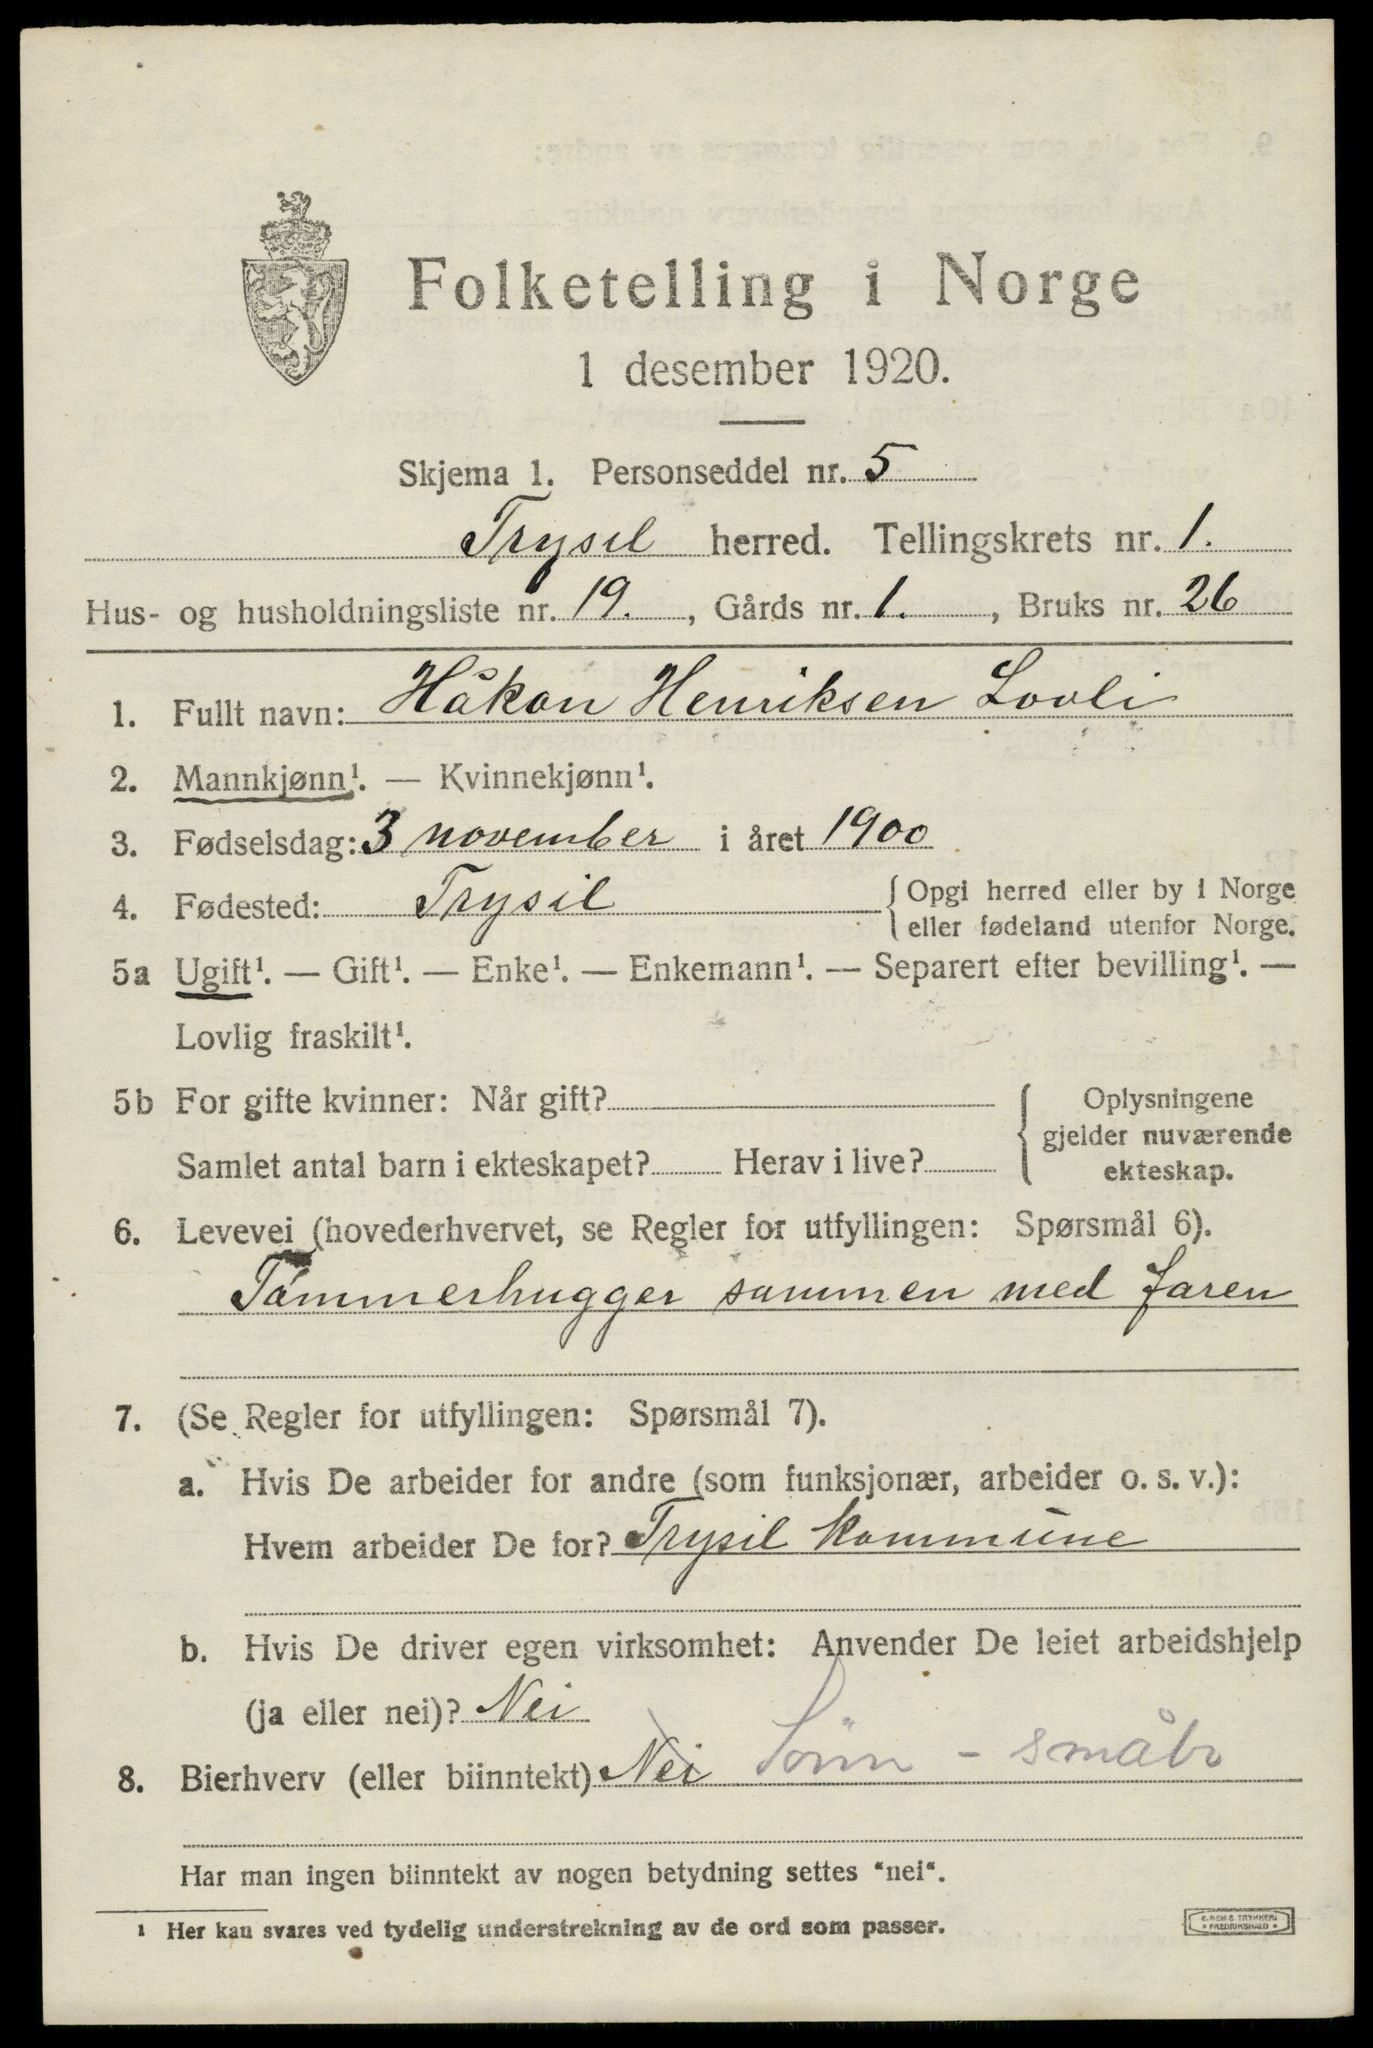 Folketelling i Norge
1 desember 1920.
Skjema 1. Personseddel nr. 5
Trysil herred. Tellingskrets nr. 1.
Hus- og husholdningsliste nr. 19., Gårds nr. 1., Bruks nr. 26
1. Fullt navn: Håkon Henriksen Lovli
2. Mannkjønn¹. — Kvinnekjønn¹.
3. Fødselsdag: 3 november i året 1900
4. Fødested: Trysil {Opgi herred eller by i Norge
eller fødeland utenfor Norge.
5a Ugift¹. — Gift¹. — Enke¹. — Enkemann¹. — Separert efter bevilling¹. —
Lovlig fraskilt¹.
5b For gifte kvinner: Når gift?
Samlet antal barn i ekteskapet? Herav i live?
{ Oplysningene
gjelder nuværende
ekteskap.
6. Levevei (hovederhvervet, se Regler for utfyllingen: Spørsmål 6).
Tømmerhugger sammen med faren
7. (Se Regler for utfyllingen: Spørsmål 7).
a. Hvis De arbeider for andre (som funksjonær, arbeider o. s. v.):
Hvem arbeider De for? Trysil kommune
b. Hvis De driver egen virksomhet: Anvender De leiet arbeidshjelp
(ja eller nei)? Nei
8. Bierhverv (eller biinntekt) Nei Sönn - småbr
Har man ingen biinntekt av nogen betydning settes "nei".
¹ Her kan svares ved tydelig understrekning av de ord som passer.